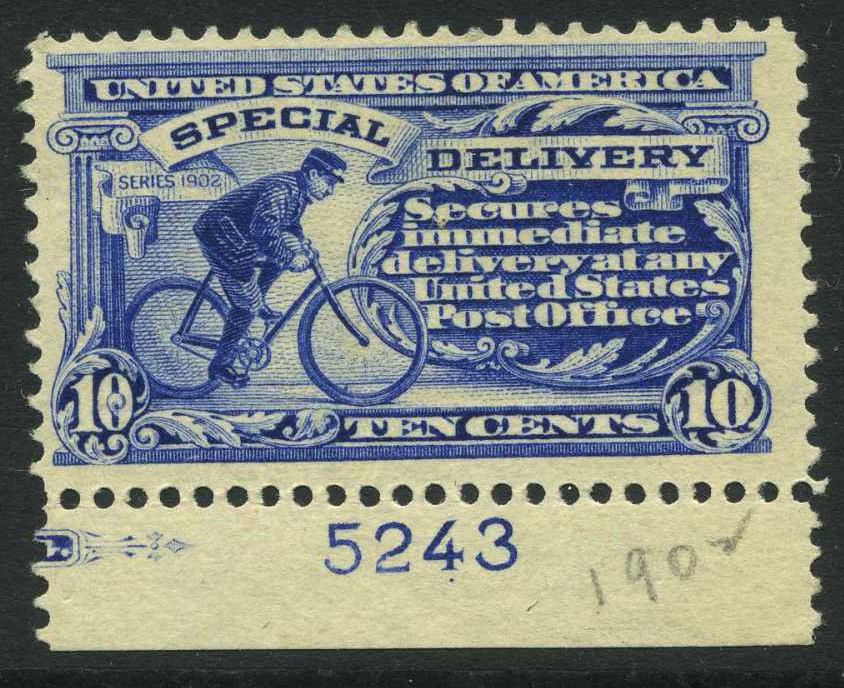 UNITED STATES OF AMERICA
SPECIAL
DELIVERY
SERIES 1902
Secures
immediate
delivery at any
United States
Post Office
10
10
TEN CENTS
5243
1902